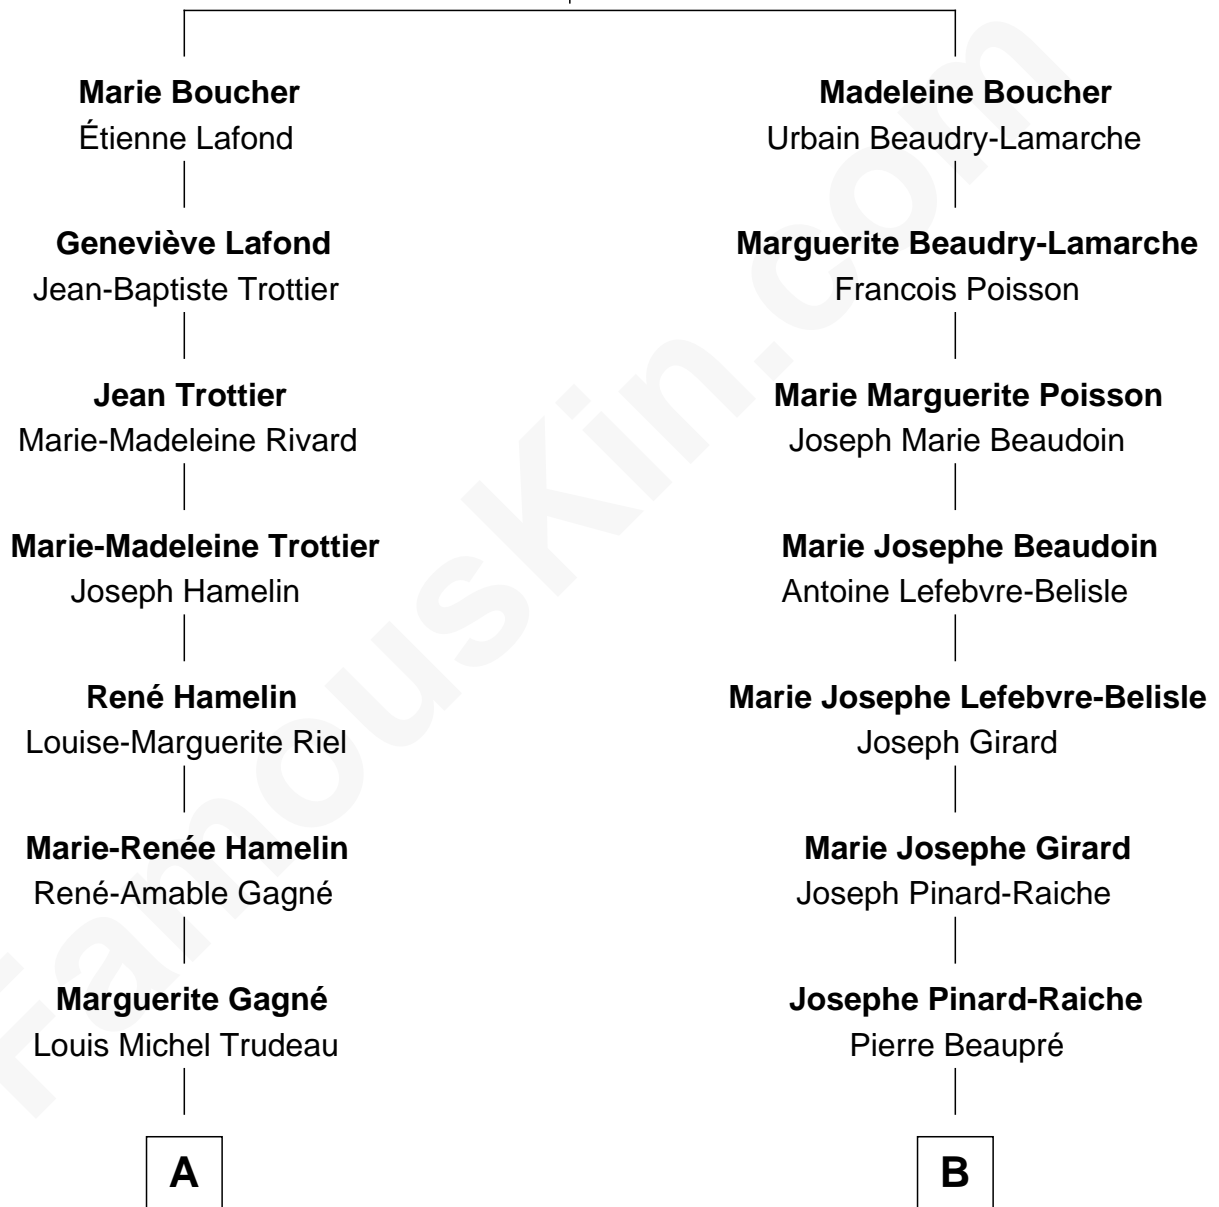 Marie Boucher
Étienne Lafond
Geneviève Lafond
Jean-Baptiste Trottier
Jean Trottier
Marie-Madeleine Rivard
Marie-Madeleine Trottier
Joseph Hamelin
René Hamelin
Louise-Marguerite Riel
Marie-Renée Hamelin
René-Amable Gagné
Marguerite Gagné
Louis Michel Trudeau
A
Madeleine Boucher
Urbain Beaudry-Lamarche
Marguerite Beaudry-Lamarche
Francois Poisson
Marie Marguerite Poisson
Joseph Marie Beaudoin
Marie Josephe Beaudoin
Antoine Lefebvre-Belisle
Marie Josephe Lefebvre-Belisle
Joseph Girard
Marie Josephe Girard
Joseph Pinard-Raiche
Josephe Pinard-Raiche
Pierre Beaupré
B
FamousKin.com